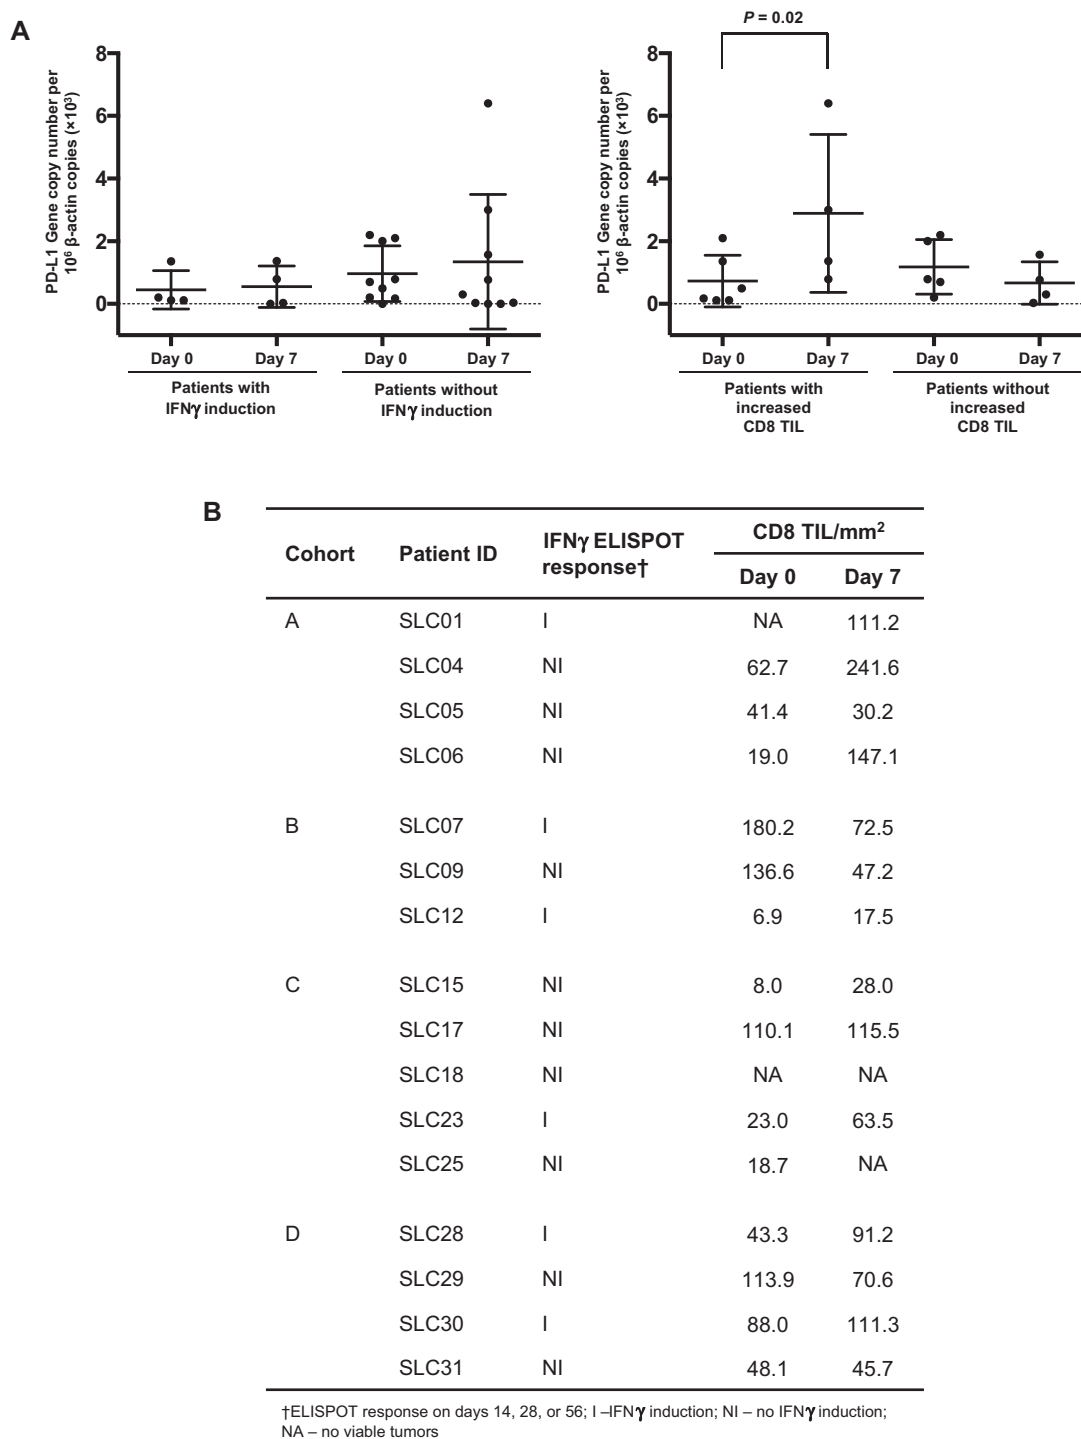 A
PD-L1 Gene copy number per
10⁶ β-actin copies (×10³)
8
6
4
2
0
Day 0
Day 7
Day 0
Day 7
Patients with
IFNγ induction
Patients without
IFNγ induction
P = 0.02
PD-L1 Gene copy number per
10⁶ β-actin copies (×10³)
8
6
4
2
0
Day 0
Day 7
Day 0
Day 7
Patients with
increased
CD8 TIL
Patients without
increased
CD8 TIL
B
Cohort Patient ID IFNγ ELISPOT response† CD8 TIL/mm²
Day 0 Day 7
A SLC01 I NA 111.2
SLC04 NI 62.7 241.6
SLC05 NI 41.4 30.2
SLC06 NI 19.0 147.1
B SLC07 I 180.2 72.5
SLC09 NI 136.6 47.2
SLC12 I 6.9 17.5
C SLC15 NI 8.0 28.0
SLC17 NI 110.1 115.5
SLC18 NI NA NA
SLC23 I 23.0 63.5
SLC25 NI 18.7 NA
D SLC28 I 43.3 91.2
SLC29 NI 113.9 70.6
SLC30 I 88.0 111.3
SLC31 NI 48.1 45.7
†ELISPOT response on days 14, 28, or 56; I –IFNγ induction; NI – no IFNγ induction;
NA – no viable tumors